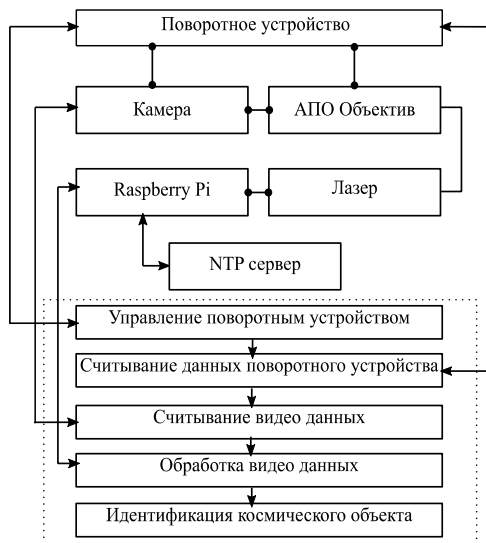 Поворотное устройство
Камера
АПО Объектив
Raspberry Pi
Лазер
NTP сервер
Управление поворотным устройством
Считывание данных поворотного устройства
Считывание видео данных
Обработка видео данных
Идентификация космического объекта